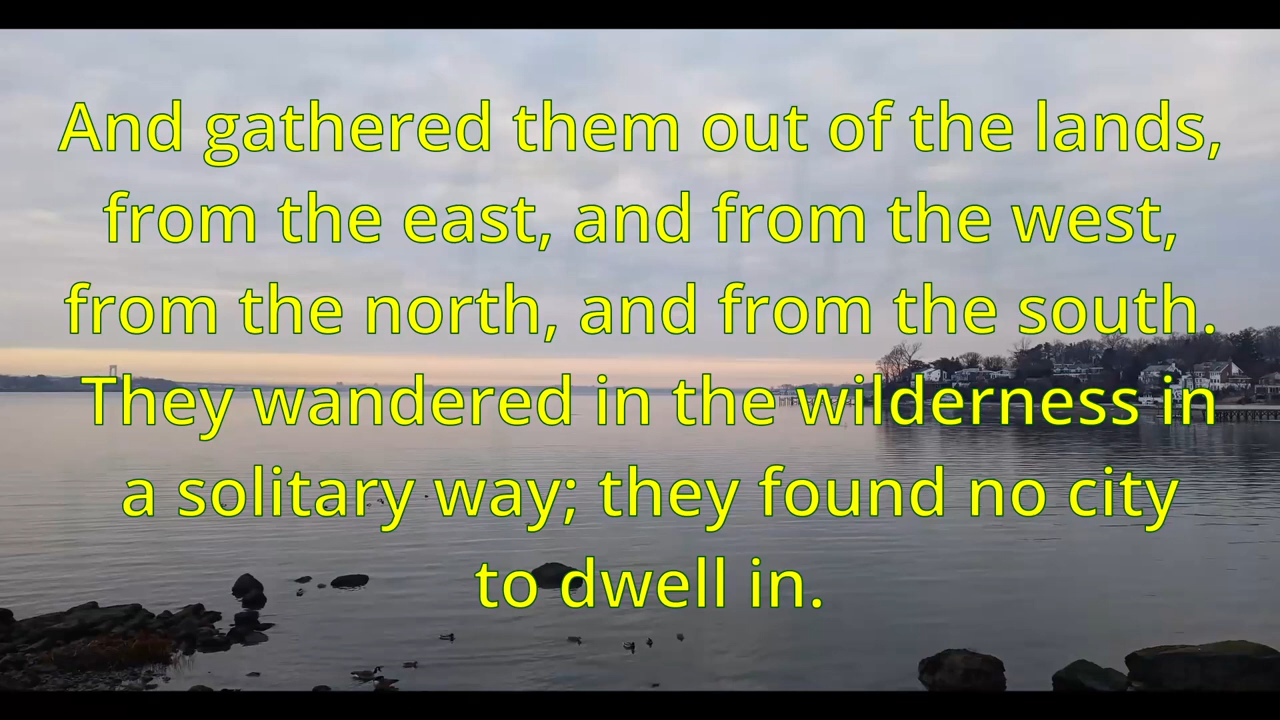 And gathered them out of the lands,
from the east, and from the west,
from the north, and from the south.
They wandered in the wilderness in
a solitary way; they found no city
to dwell in.